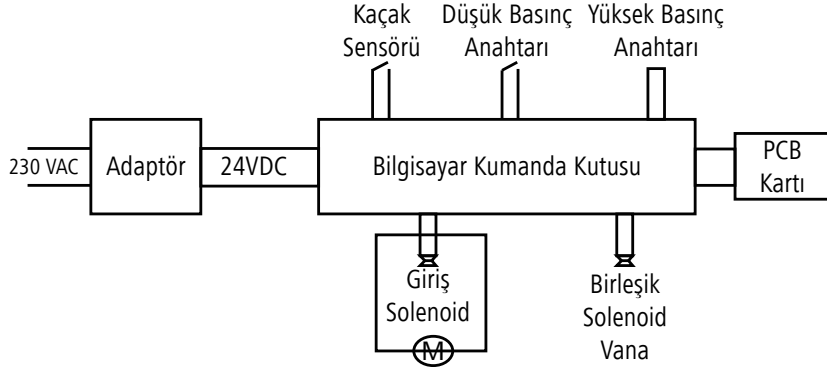 Kaçak
Sensörü
Düşük Basınç
Anahtarı
Yüksek Basınç
Anahtarı
230 VAC
Adaptör
24VDC
Bilgisayar Kumanda Kutusu
PCB
Kartı
Giriş
Solenoid
M
Birleşik
Solenoid
Vana